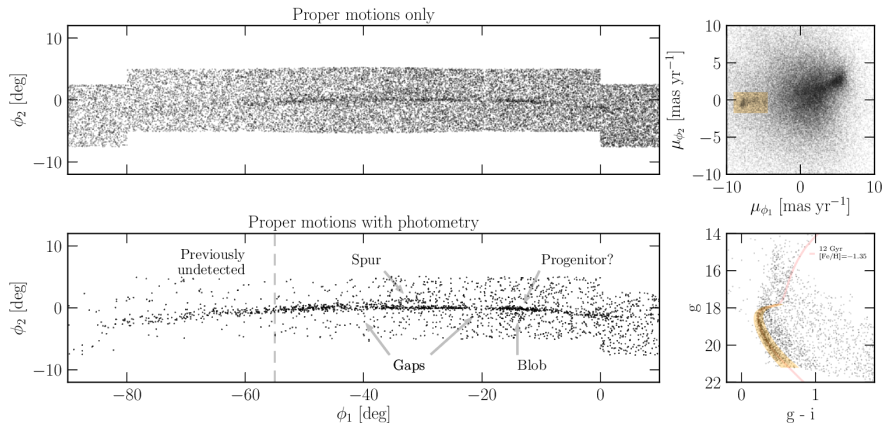 Proper motions only
10
0
−10
ϕ₂ [deg]
10
5
0
−5
−10
μ_ϕ₂ [mas yr⁻¹]
−10
0
10
μ_ϕ₁ [mas yr⁻¹]
Proper motions with photometry
Previously
undetected
Spur
Progenitor?
Gaps
Blob
10
0
−10
ϕ₂ [deg]
−80
−60
−40
−20
0
ϕ₁ [deg]
12 Gyr
[Fe/H]=−1.35
14
16
18
20
22
g
0
1
g - i